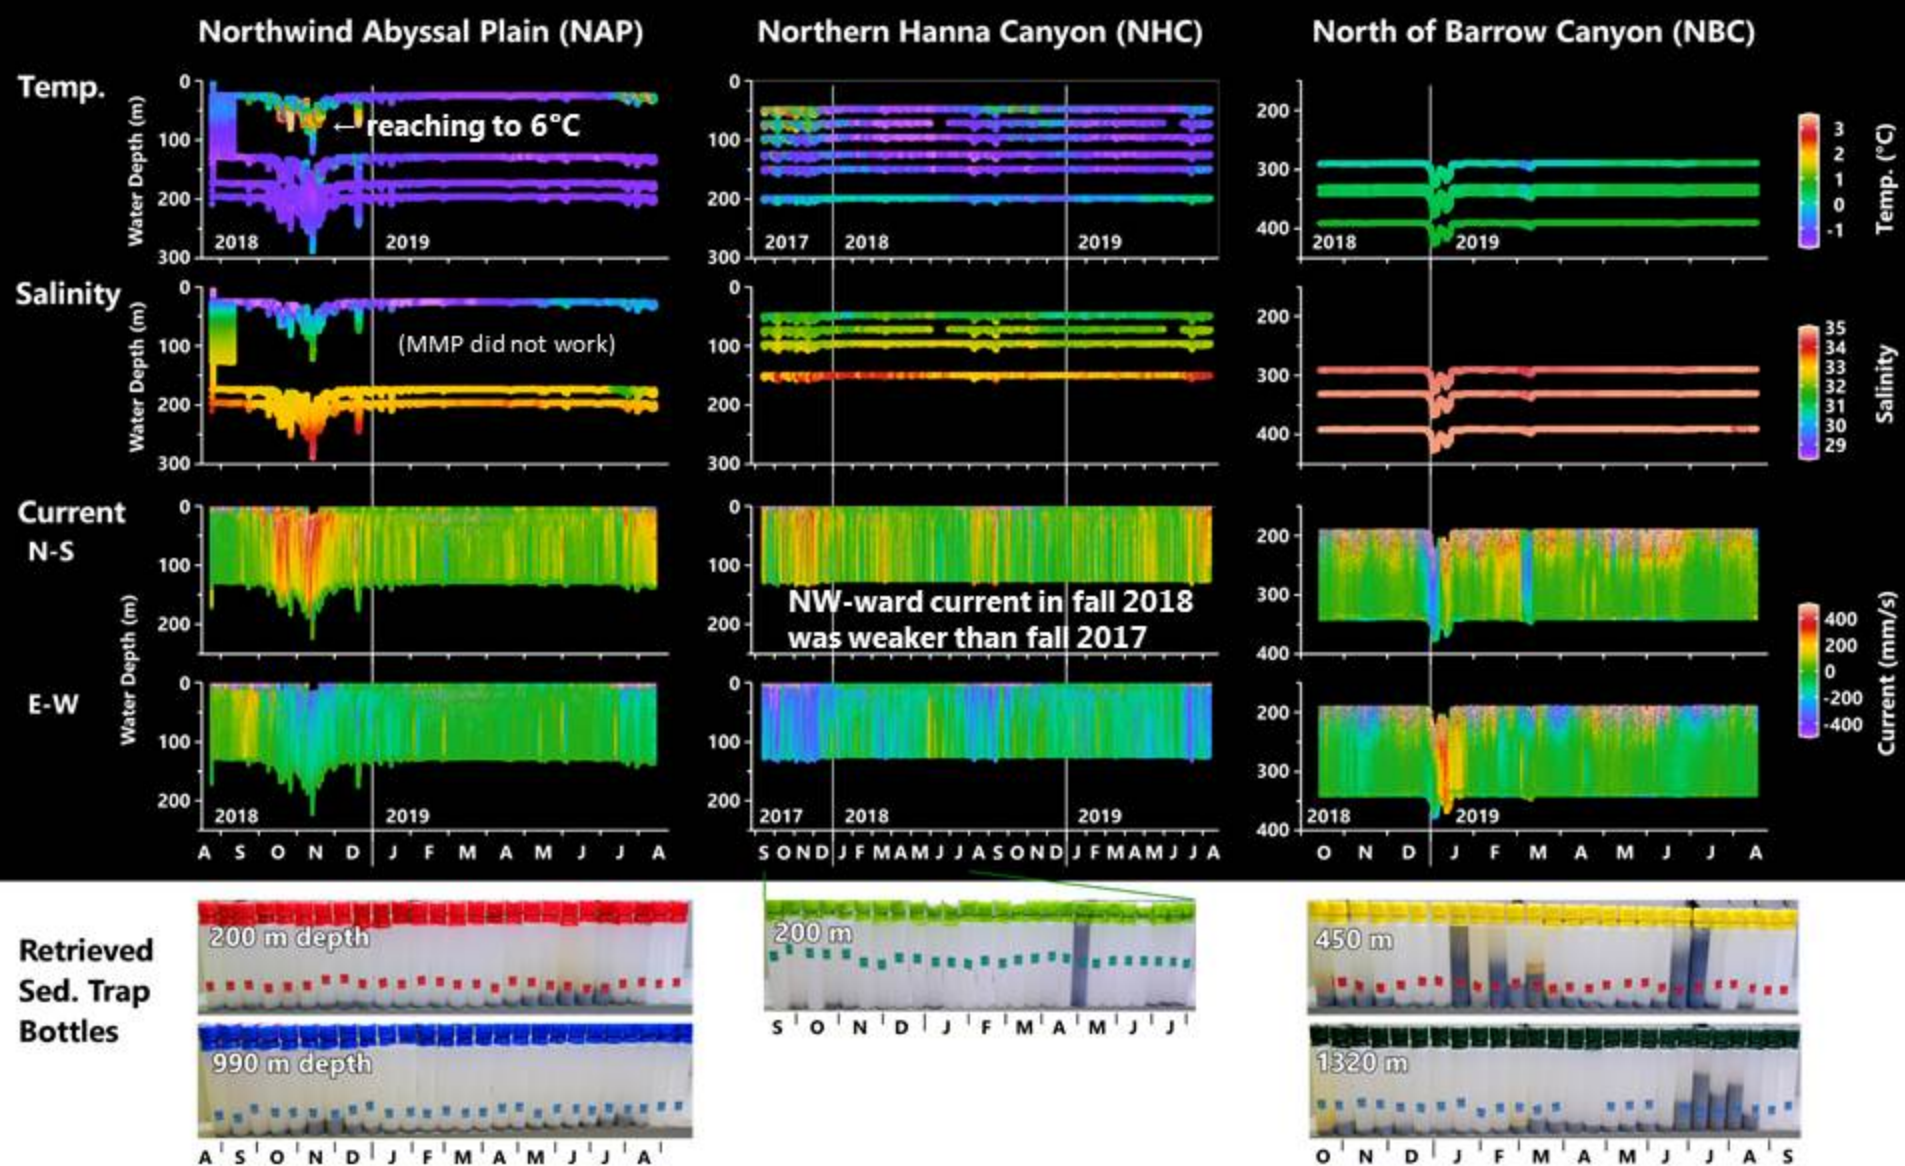 Northwind Abyssal Plain (NAP)
Northern Hanna Canyon (NHC)
North of Barrow Canyon (NBC)
Temp.
Water Depth (m)
0
100
200
300
← reaching to 6°C
2018
2019
0
100
200
300
2017
2018
2019
200
300
400
2018
2019
3
2
1
0
-1
Temp. (°C)
Salinity
Water Depth (m)
0
100
200
300
(MMP did not work)
0
100
200
300
200
300
400
35
34
33
32
31
30
29
Salinity
Current
N-S
Water Depth (m)
0
100
200
0
100
200
NW-ward current in fall 2018
was weaker than fall 2017
200
300
400
400
200
0
-200
-400
Current (mm/s)
E-W
0
100
200
2018
2019
0
100
200
2017
2018
2019
200
300
400
2018
2019
A S O N D J F M A M J J A
S O N D J F M A M J J A S O N D J F M A M J J A
O N D J F M A M J J A
Retrieved
Sed. Trap
Bottles
200 m depth
990 m depth
A S O N D J F M A M J J A
200 m
S O N D J F M A M J J
450 m
1320 m
O N D J F M A M J J A S